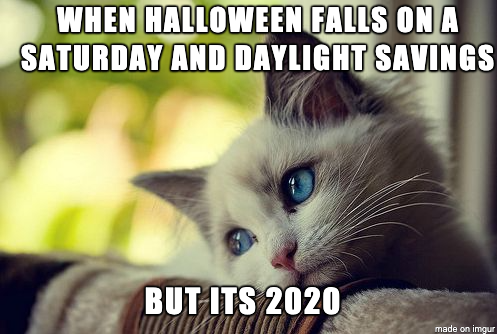 WHEN HALLOWEEN FALLS ON A
SATURDAY AND DAYLIGHT SAVINGS
BUT ITS 2020
made on imgur